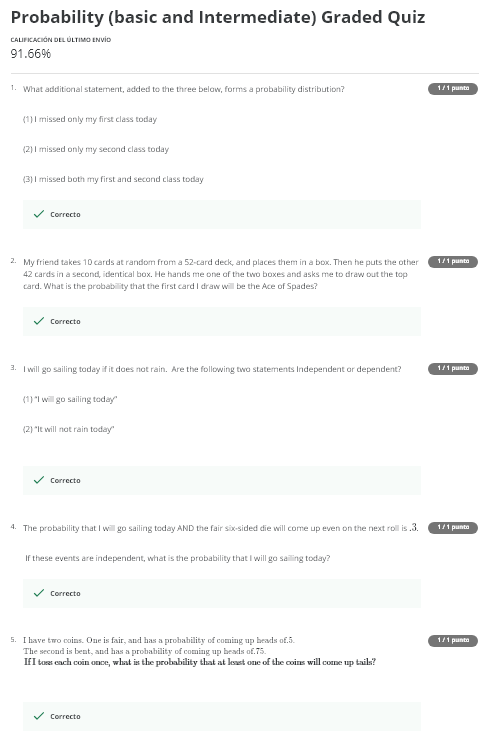 Probability (basic and Intermediate) Graded Quiz
CALIFICACIÓN DEL ÚLTIMO ENVÍO
91.66%
1. What additional statement, added to the three below, forms a probability distribution? 1 / 1 punto
(1) I missed only my first class today
(2) I missed only my second class today
(3) I missed both my first and second class today
Correcto
2. My friend takes 10 cards at random from a 52-card deck, and places them in a box. Then he puts the other 1 / 1 punto
42 cards in a second, identical box. He hands me one of the two boxes and asks me to draw out the top
card. What is the probability that the first card I draw will be the Ace of Spades?
Correcto
3. I will go sailing today if it does not rain. Are the following two statements Independent or dependent? 1 / 1 punto
(1) "I will go sailing today"
(2) "It will not rain today"
Correcto
4. The probability that I will go sailing today AND the fair six-sided die will come up even on the next roll is .3. 1 / 1 punto
If these events are independent, what is the probability that I will go sailing today?
Correcto
5. I have two coins. One is fair, and has a probability of coming up heads of.5. 1 / 1 punto
The second is bent, and has a probability of coming up heads of.75.
If I toss each coin once, what is the probability that at least one of the coins will come up tails?
Correcto